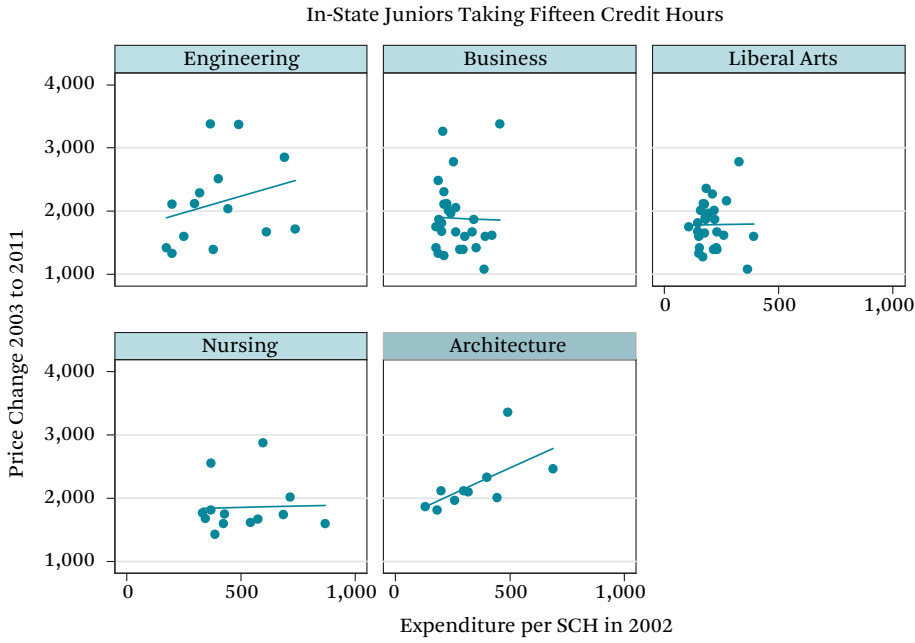 In-State Juniors Taking Fifteen Credit Hours
Engineering
Business
Liberal Arts
4,000
3,000
2,000
1,000
0
500
1,000
Nursing
Architecture
4,000
3,000
2,000
1,000
0
500
1,000
0
500
1,000
Price Change 2003 to 2011
Expenditure per SCH in 2002